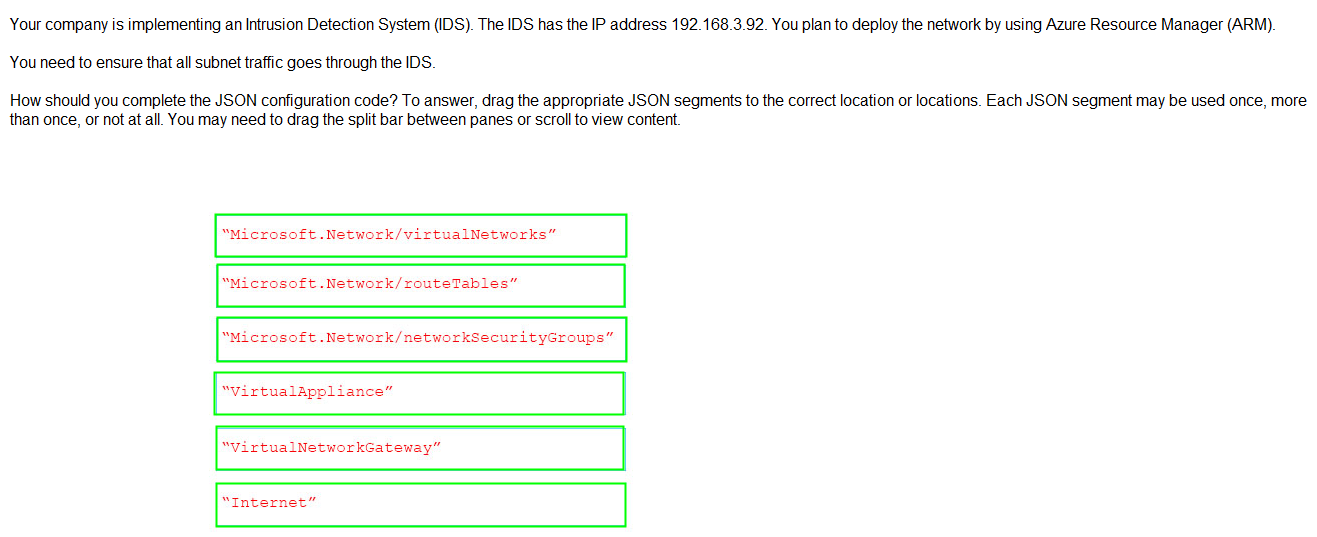 Your company is implementing an Intrusion Detection System (IDS). The IDS has the IP address 192.168.3.92. You plan to deploy the network by using Azure Resource Manager (ARM).
You need to ensure that all subnet traffic goes through the IDS.
How should you complete the JSON configuration code? To answer, drag the appropriate JSON segments to the correct location or locations. Each JSON segment may be used once, more
than once, or not at all. You may need to drag the split bar between panes or scroll to view content.
“Microsoft.Network/virtualNetworks”
“Microsoft.Network/routeTables”
“Microsoft.Network/networkSecurityGroups”
“VirtualAppliance”
“VirtualNetworkGateway”
“Internet”